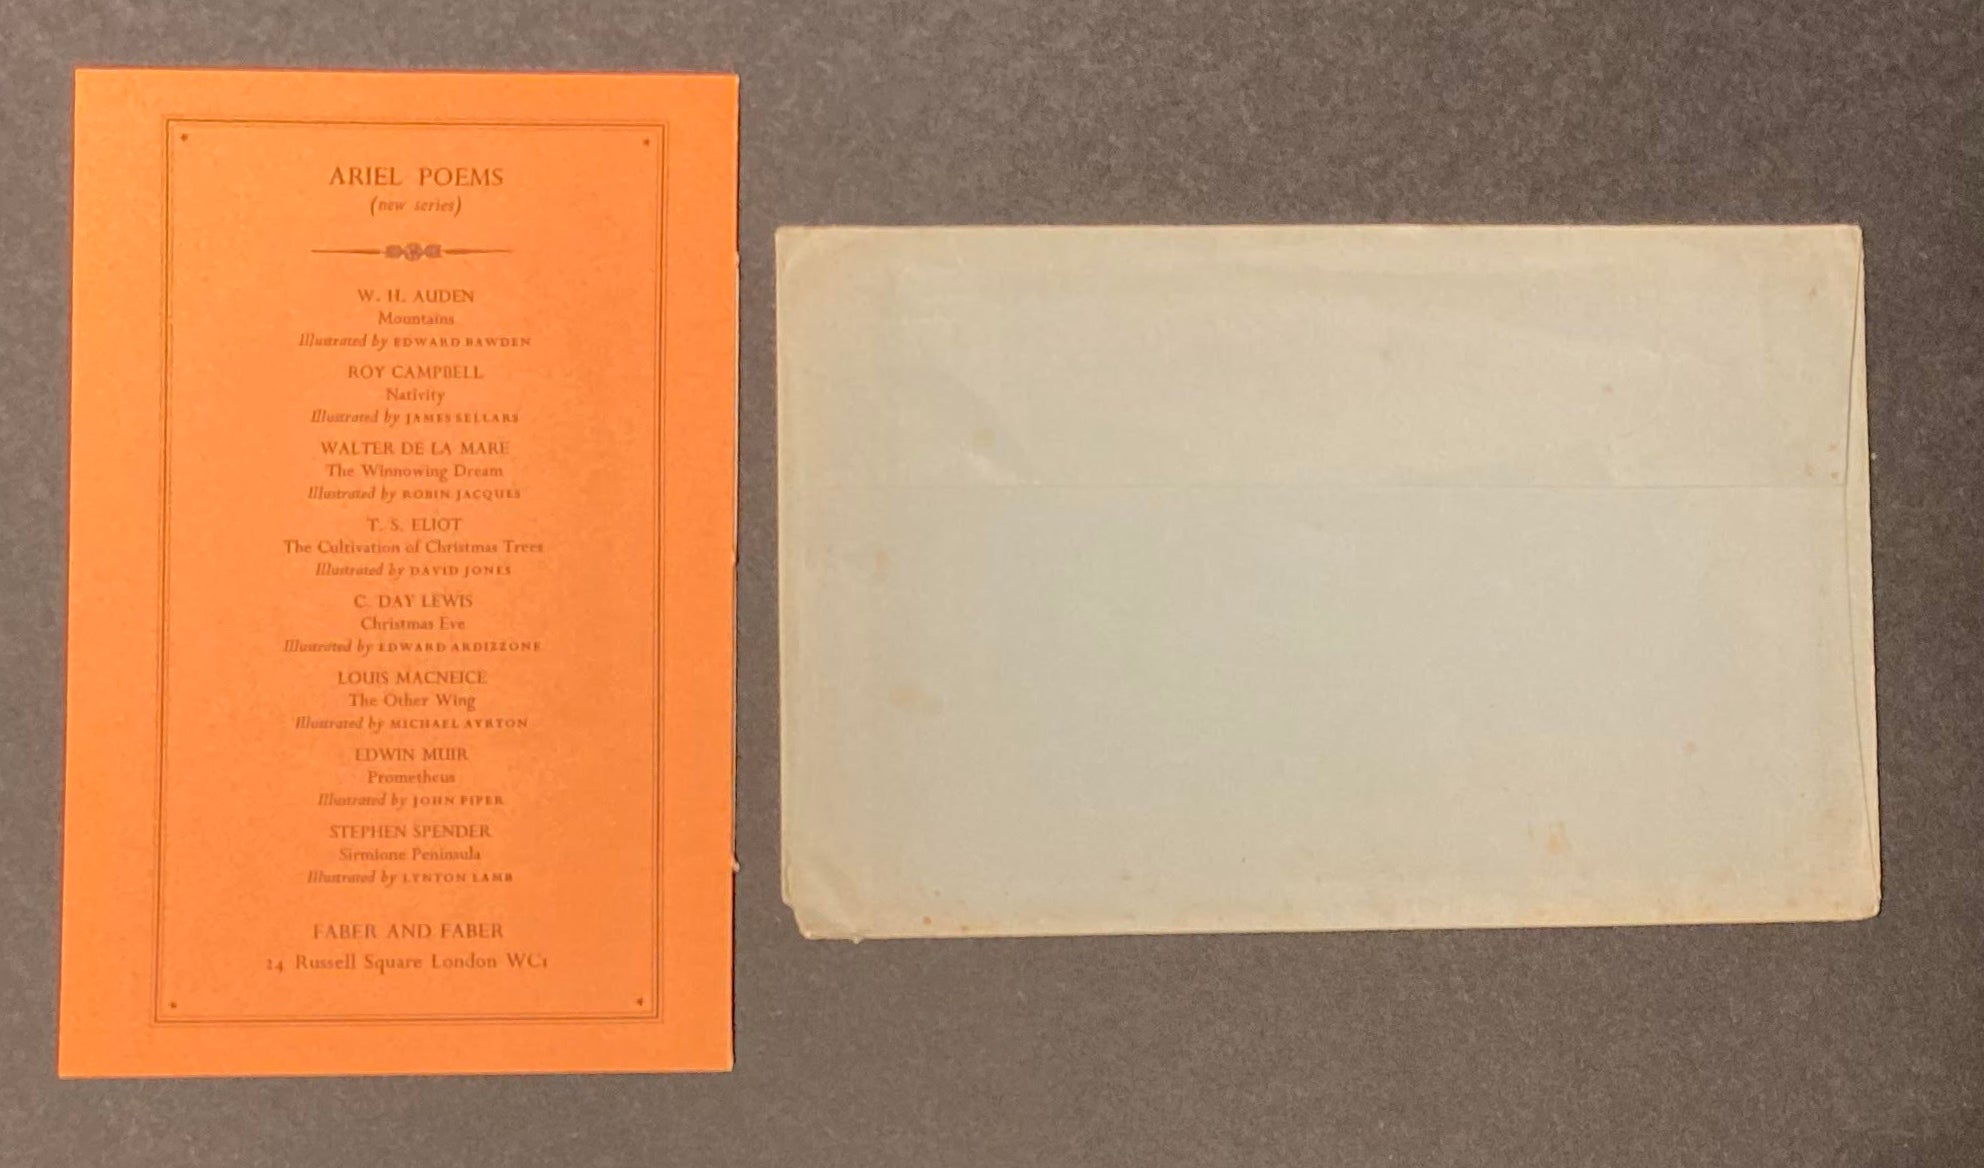 ARIEL POEMS
(new series)
W. H. AUDEN
Mountains
Illustrated by EDWARD BAWDEN
ROY CAMPBELL
Nativity
Illustrated by JAMES SELLARS
WALTER DE LA MARE
The Winnowing Dream
Illustrated by ROBIN JACQUES
T. S. ELIOT
The Cultivation of Christmas Trees
Illustrated by DAVID JONES
C. DAY LEWIS
Christmas Eve
Illustrated by EDWARD ARDIZZONE
LOUIS MACNEICE
The Other Wing
Illustrated by MICHAEL AYRTON
EDWIN MUIR
Prometheus
Illustrated by JOHN PIPER
STEPHEN SPENDER
Sirmione Peninsula
Illustrated by LYNTON LAMB
FABER AND FABER
24 Russell Square London WC1